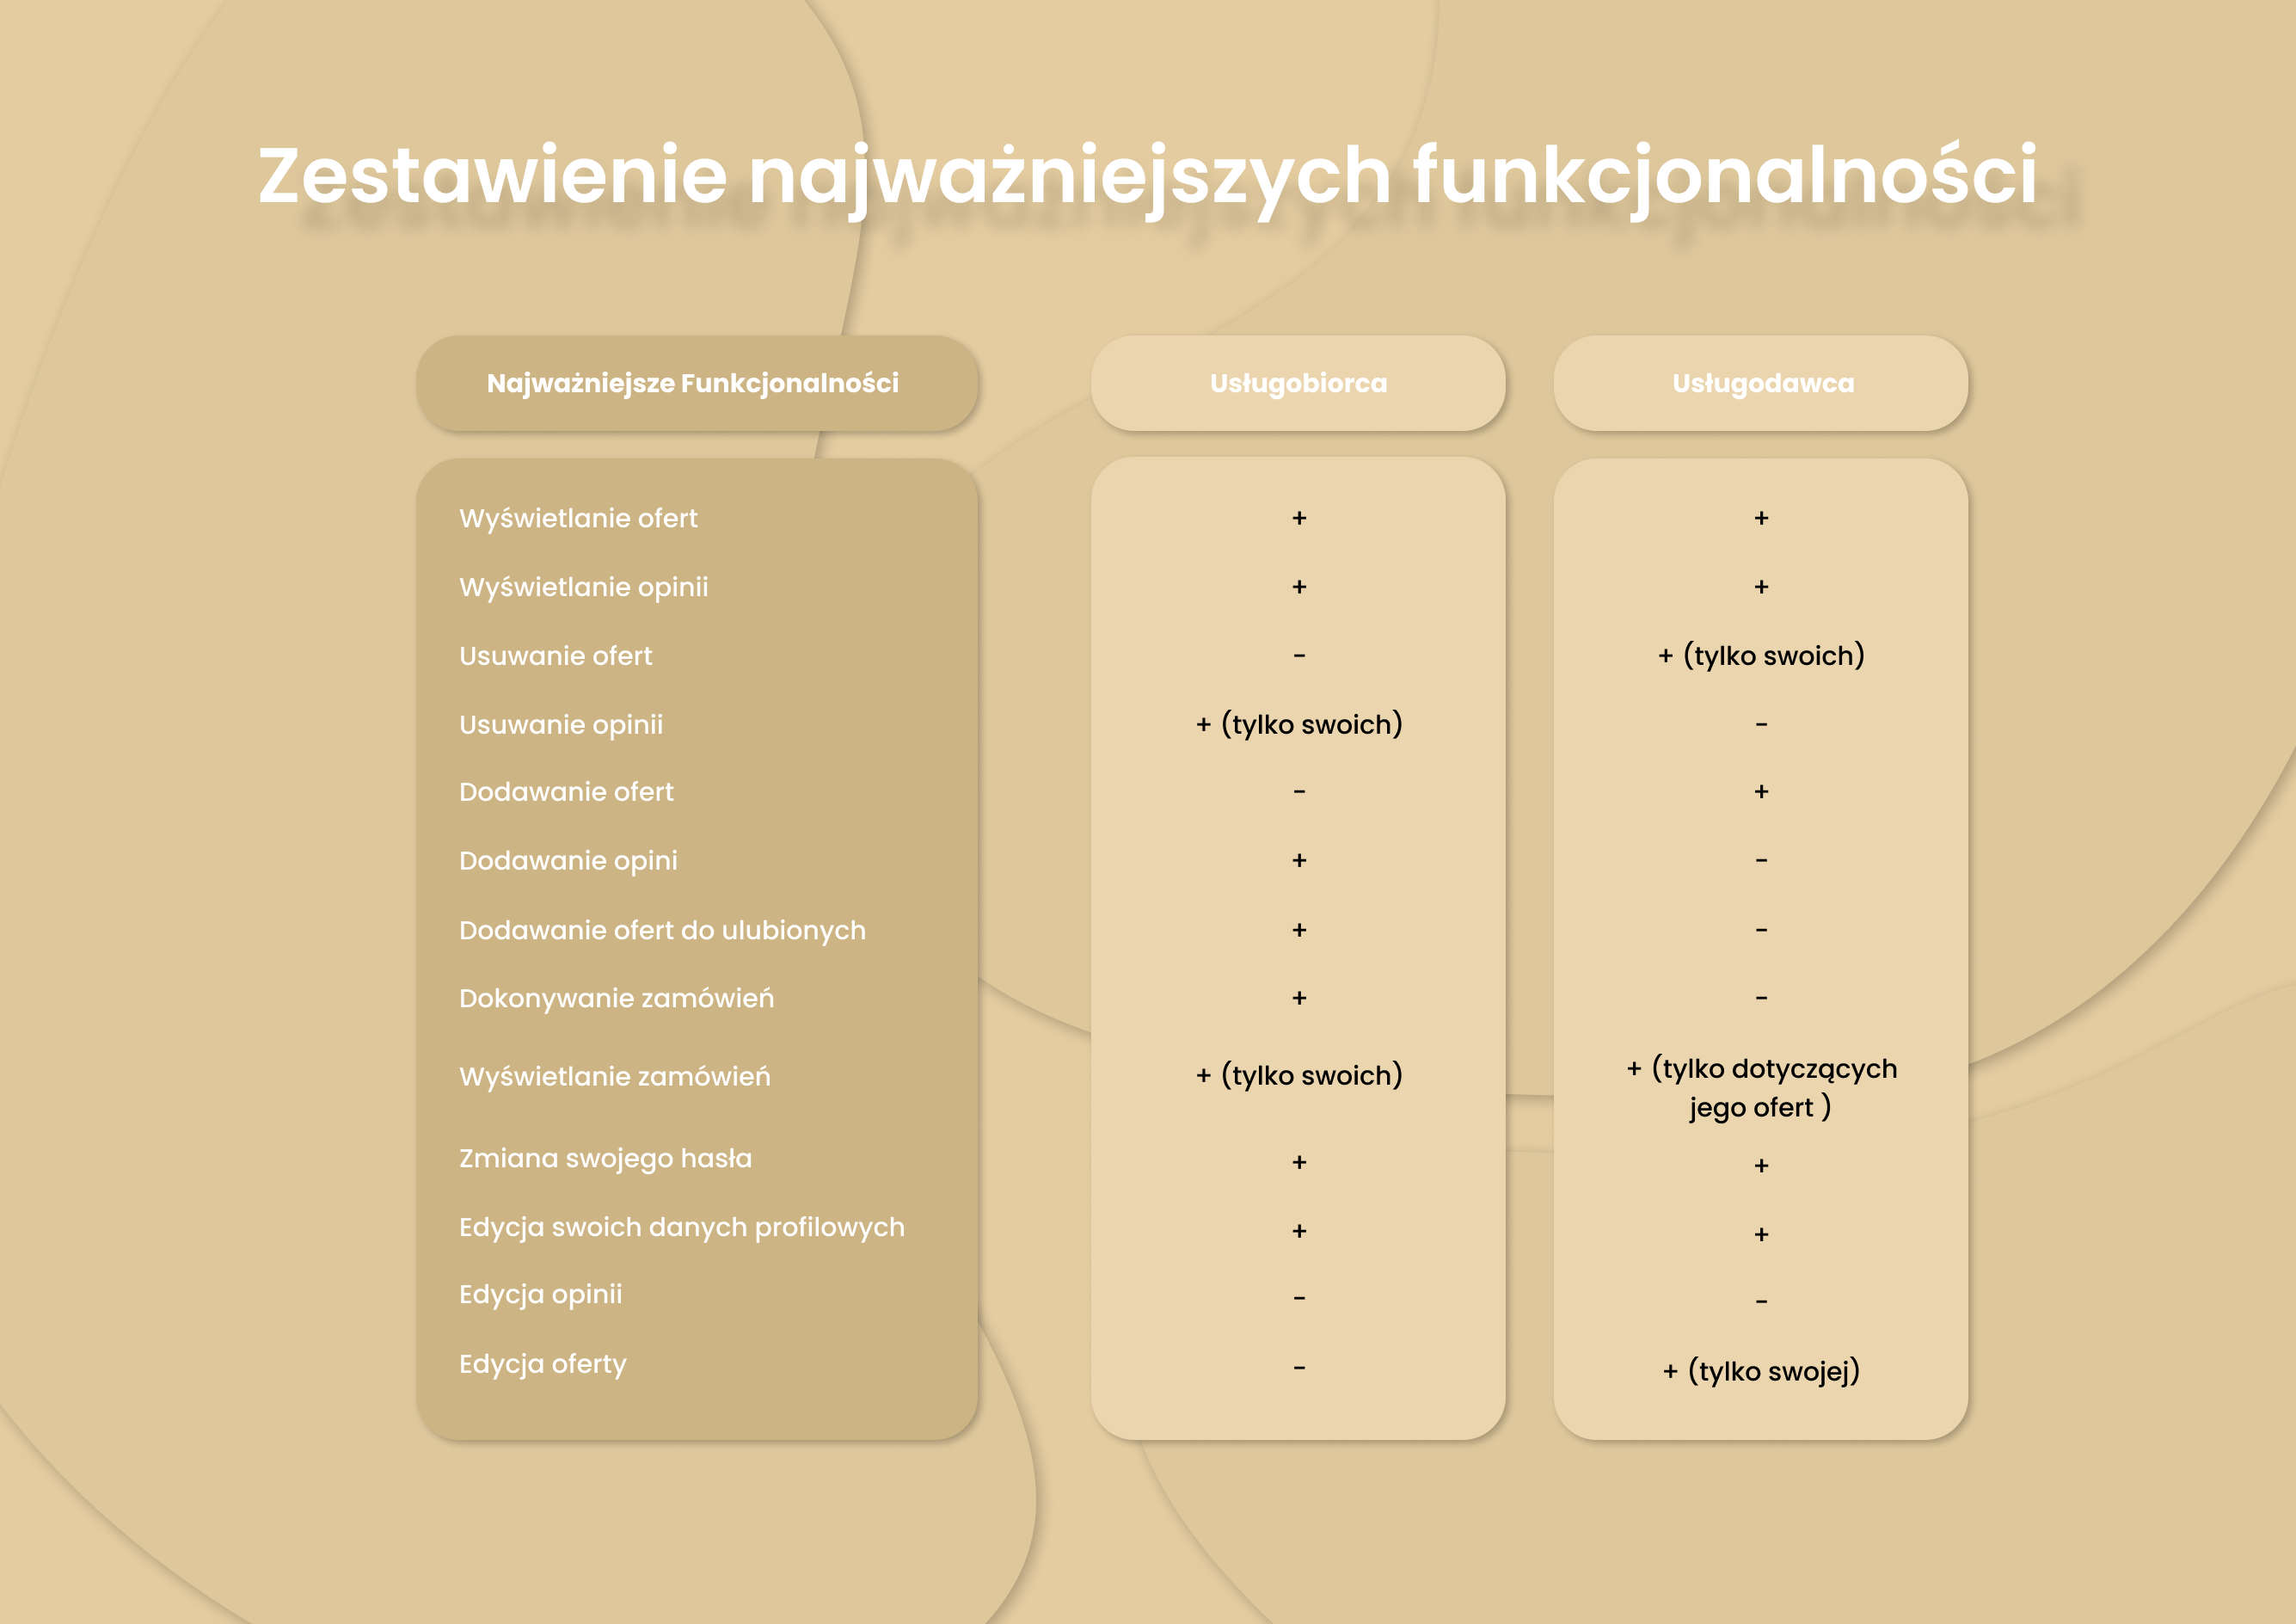 Zestawienie najważniejszych funkcjonalności
Najważniejsze Funkcjonalności Usługobiorca Usługodawca
Wyświetlanie ofert + +
Wyświetlanie opinii + +
Usuwanie ofert - + (tylko swoich)
Usuwanie opinii + (tylko swoich) -
Dodawanie ofert - +
Dodawanie opini + -
Dodawanie ofert do ulubionych + -
Dokonywanie zamówień + -
Wyświetlanie zamówień + (tylko swoich) + (tylko dotyczących
jego ofert )
Zmiana swojego hasła + +
Edycja swoich danych profilowych + +
Edycja opinii - -
Edycja oferty - + (tylko swojej)